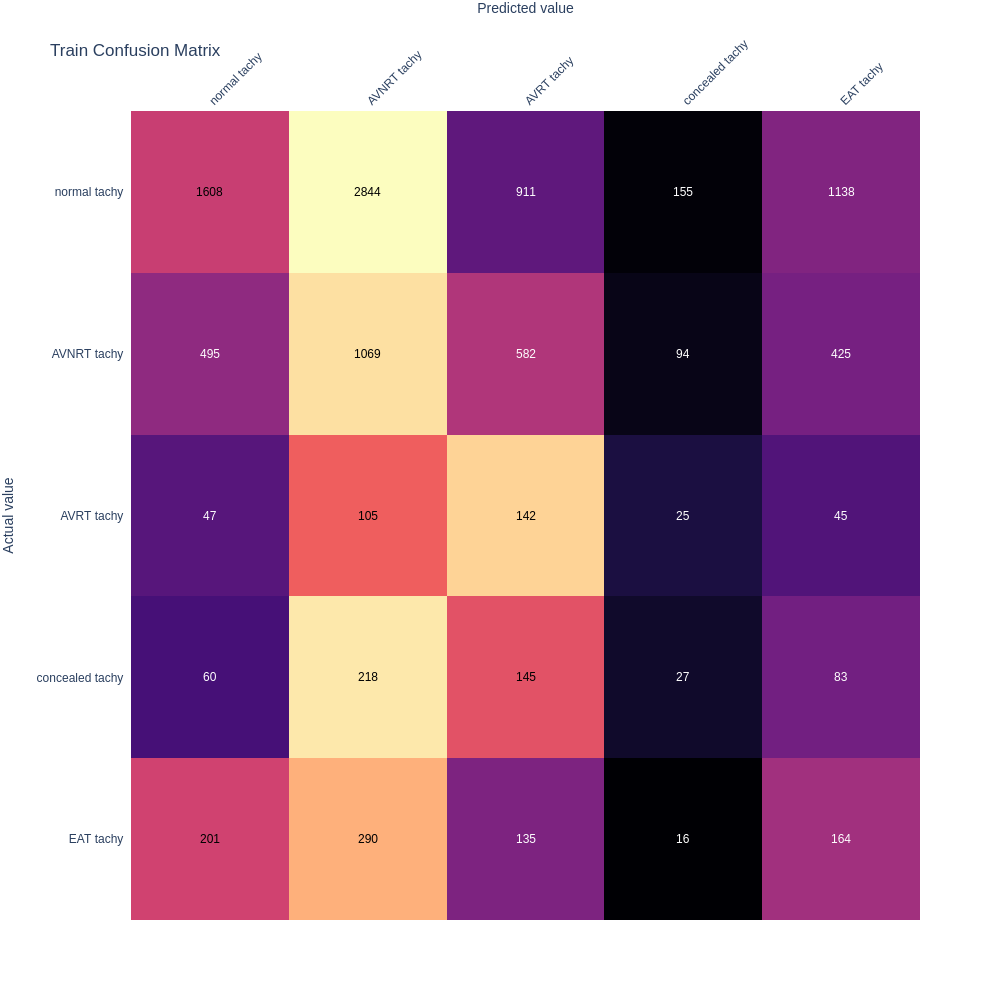 Predicted value
Train Confusion Matrix
normal tachy AVNRT tachy AVRT tachy concealed tachy EAT tachy
normal tachy 1608 2844 911 155 1138
AVNRT tachy 495 1069 582 94 425
Actual value
AVRT tachy 47 105 142 25 45
concealed tachy 60 218 145 27 83
EAT tachy 201 290 135 16 164